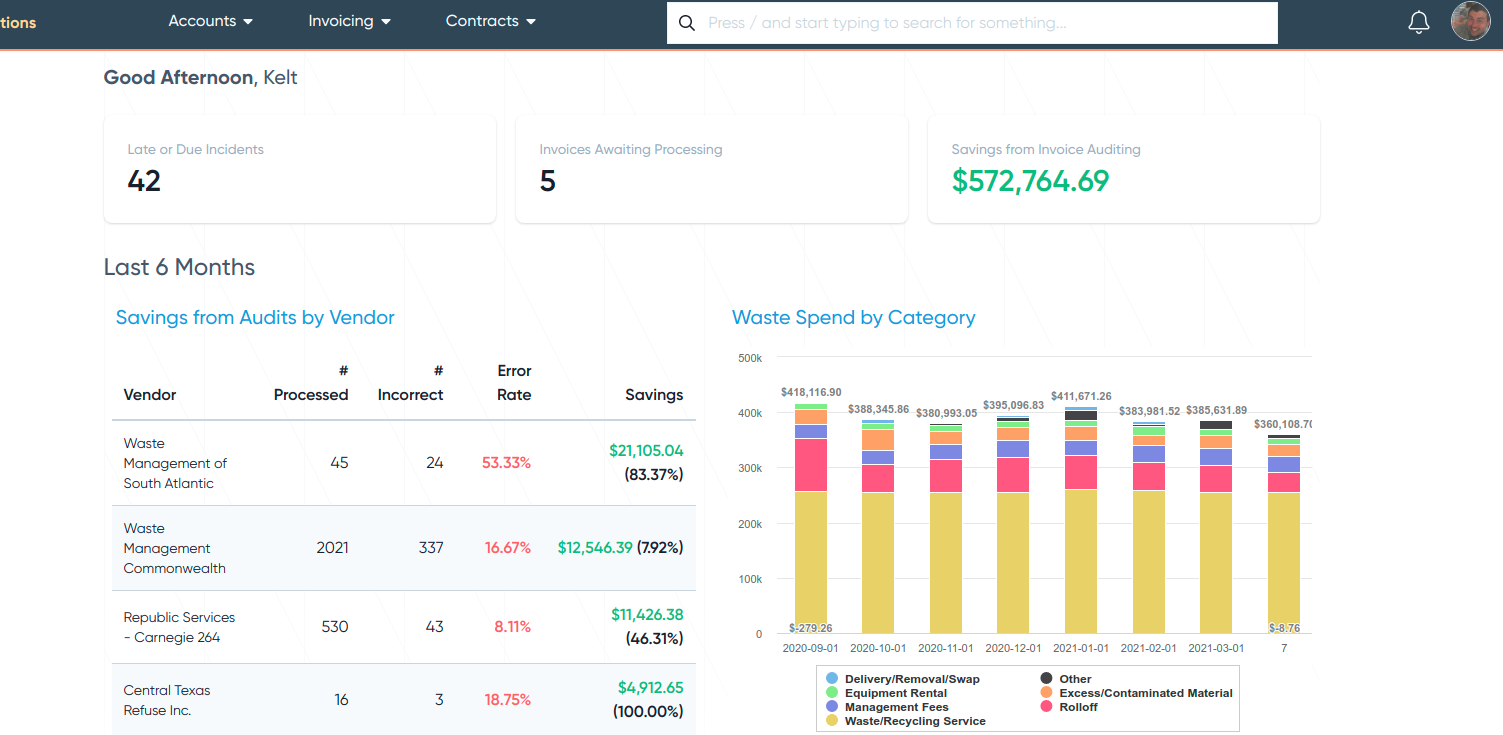 tions
Accounts
Invoicing
Contracts
Press / and start typing to search for something...
Good Afternoon, Kelt
Late or Due Incidents
42
Invoices Awaiting Processing
5
Savings from Invoice Auditing
$572,764.69
Last 6 Months
Savings from Audits by Vendor
Vendor
#
Processed
#
Incorrect
Error
Rate
Savings
Waste
Management of
South Atlantic
45
24
53.33%
$21,105.04
(83.37%)
Waste
Management
Commonwealth
2021
337
16.67%
$12,546.39 (7.92%)
Republic Services
- Carnegie 264
530
43
8.11%
$11,426.38
(46.31%)
Central Texas
Refuse Inc.
16
3
18.75%
$4,912.65
(100.00%)
Waste Spend by Category
500k
400k
300k
200k
100k
0
$418,116.90
$388,345.86
$380,993.05
$395,096.83
$411,671.26
$383,981.52
$385,631.89
$360,108.70
$-279.26
$-8.76
2020-09-01
2020-10-01
2020-11-01
2020-12-01
2021-01-01
2021-02-01
2021-03-01
7
Delivery/Removal/Swap
Equipment Rental
Management Fees
Waste/Recycling Service
Other
Excess/Contaminated Material
Rolloff